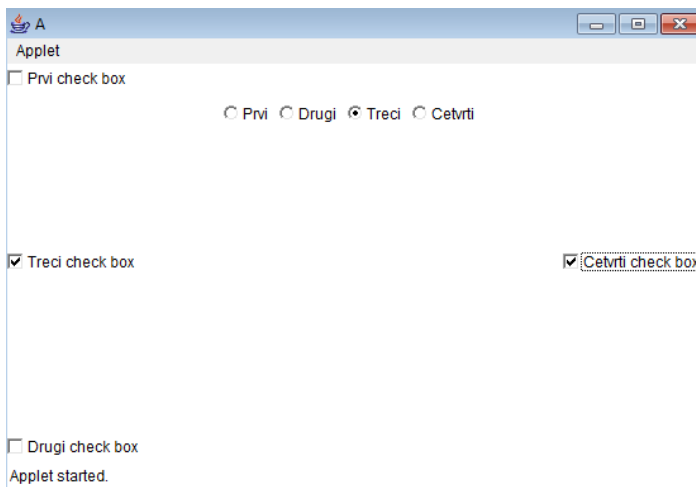 A
Applet
Prvi check box
Prvi Drugi Treci Cetvrti
Treci check box Cetvrti check box
Drugi check box
Applet started.